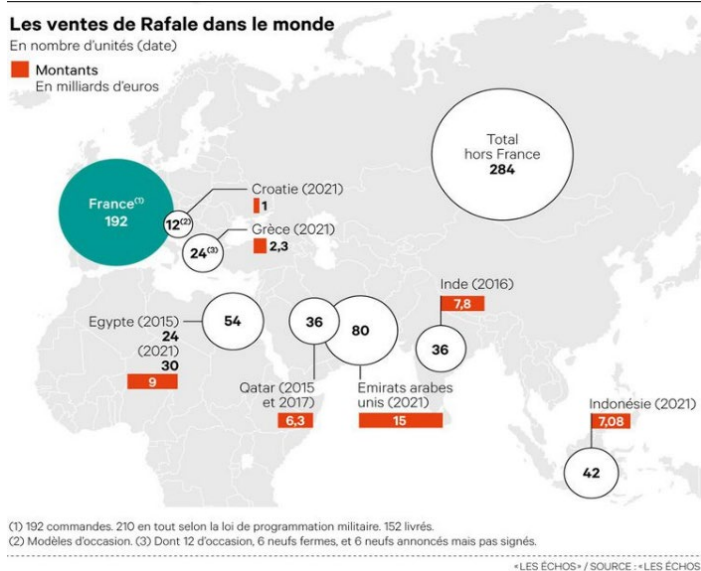 Les ventes de Rafale dans le monde
En nombre d'unités (date)
Montants
En milliards d'euros
Total
hors France
284
France(1)
192
Croatie (2021)
12(2)
1
Grèce (2021)
24(3)
2,3
Inde (2016)
7,8
36
Egypte (2015)
24
(2021)
30
9
54
36
80
Qatar (2015
et 2017)
6,3
Emirats arabes
unis (2021)
15
Indonésie (2021)
7,08
42
(1) 192 commandes. 210 en tout selon la loi de programmation militaire. 152 livrés.
(2) Modèles d'occasion. (3) Dont 12 d'occasion, 6 neufs fermes, et 6 neufs annoncés mais pas signés.
«LES ÉCHOS» / SOURCE : «LES ÉCHOS